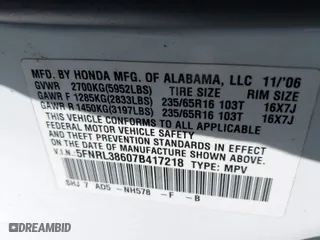 MFD. BY HONDA MFG. OF ALABAMA, LLC 11/'06
GVWR 2700KG(5952LBS) TIRE SIZE RIM SIZE
GAWR F 1285KG(2833LBS) 235/65R16 103T 16X7J
GAWR R 1450KG(3197LBS) 235/65R16 103T 16X7J
THIS VEHICLE CONFORMS TO ALL APPLICABLE
FEDERAL MOTOR VEHICLE SAFETY AND THEFT
PREVENTION STANDARDS IN EFFECT ON THE DATE
OF MANUFACTURE SHOWN ABOVE.
V.I.N. 5FNRL38607B417218 TYPE: MPV
SHJ 7 AD5 -NH578 -F -B
DEALERHISTORY